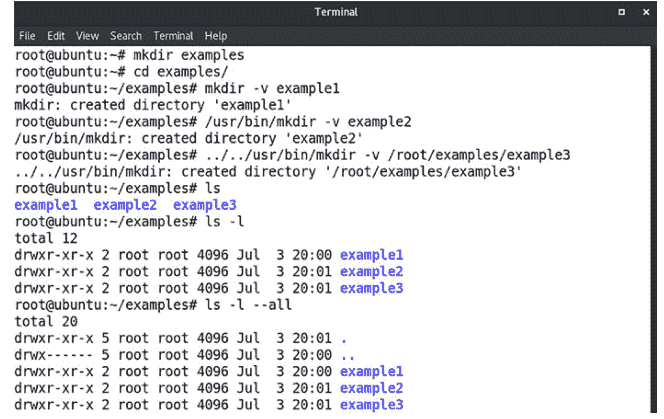 Terminal
File Edit View Search Terminal Help
root@ubuntu:~# mkdir examples
root@ubuntu:~# cd examples/
root@ubuntu:~/examples# mkdir -v example1
mkdir: created directory 'example1'
root@ubuntu:~/examples# /usr/bin/mkdir -v example2
/usr/bin/mkdir: created directory 'example2'
root@ubuntu:~/examples# ../../usr/bin/mkdir -v /root/examples/example3
../../usr/bin/mkdir: created directory '/root/examples/example3'
root@ubuntu:~/examples# ls
example1  example2  example3
root@ubuntu:~/examples# ls -l
total 12
drwxr-xr-x 2 root root 4096 Jul  3 20:00 example1
drwxr-xr-x 2 root root 4096 Jul  3 20:01 example2
drwxr-xr-x 2 root root 4096 Jul  3 20:01 example3
root@ubuntu:~/examples# ls -l --all
total 20
drwxr-xr-x 5 root root 4096 Jul  3 20:01 .
drwx------ 5 root root 4096 Jul  3 20:00 ..
drwxr-xr-x 2 root root 4096 Jul  3 20:00 example1
drwxr-xr-x 2 root root 4096 Jul  3 20:01 example2
drwxr-xr-x 2 root root 4096 Jul  3 20:01 example3